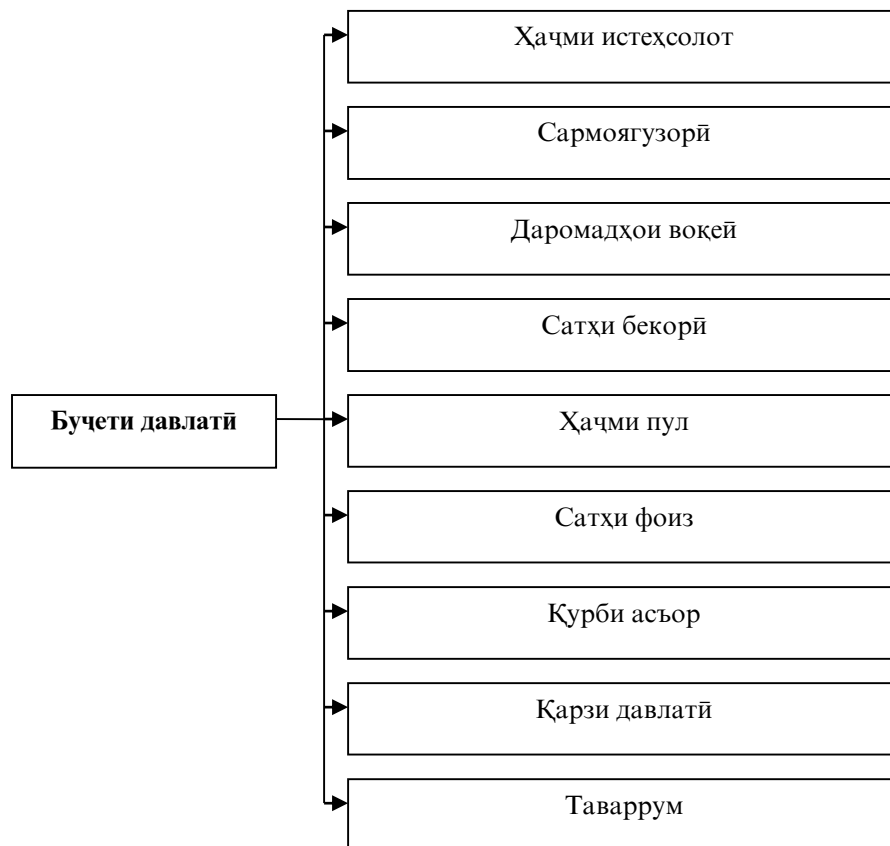 Ҳаҷми истеҳсолот
Сармоягузорӣ
Даромадҳои воқеӣ
Сатҳи бекорӣ
Буҷети давлатӣ
Ҳаҷми пул
Сатҳи фоиз
Қурби асъор
Қарзи давлатӣ
Таваррум